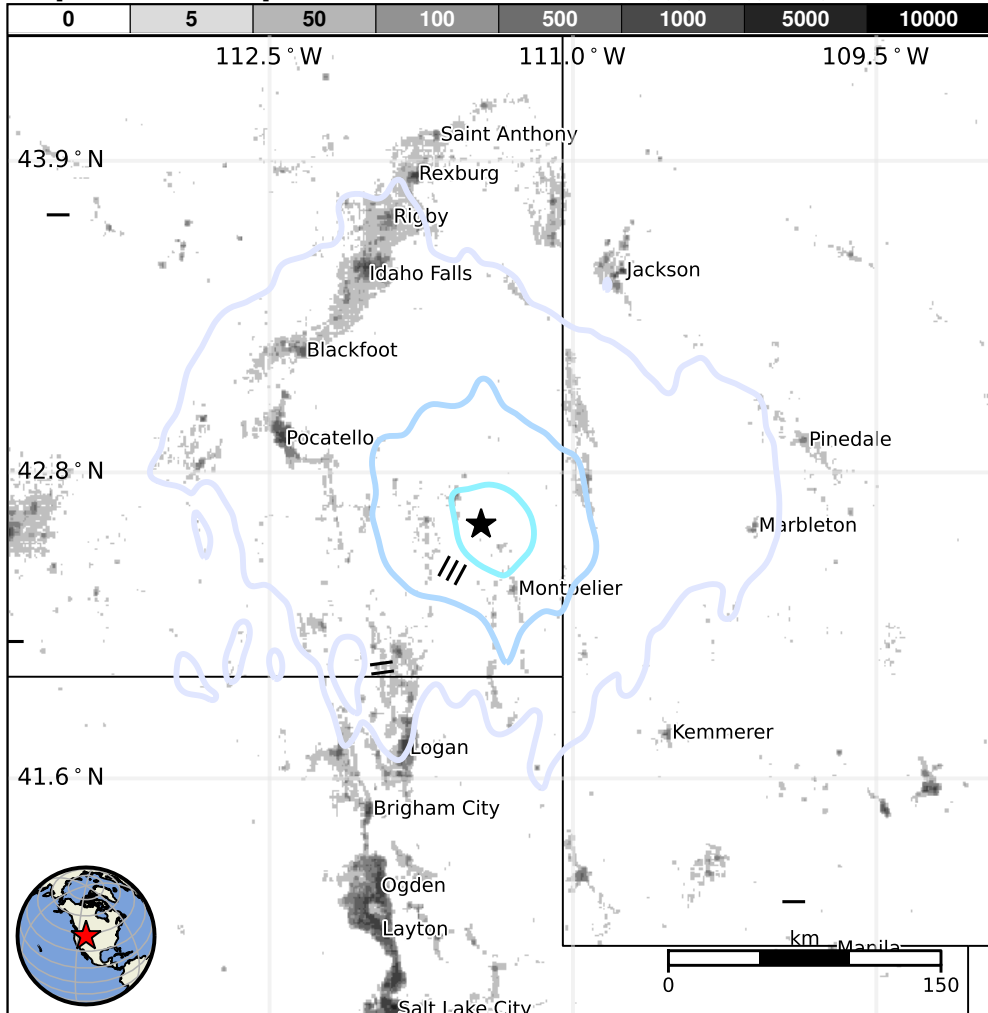 0 5 50 100 500 1000 5000 10000
112.5°W 111.0°W 109.5°W
Saint Anthony
43.9°N
Rexburg
Rigby
Jackson
Idaho Falls
Blackfoot
Pocatello
Pinedale
42.8°N
Marbleton
Montpelier
Kemmerer
Logan
41.6°N
Brigham City
Ogden
Layton
km
Manila
0 150
Salt Lake City